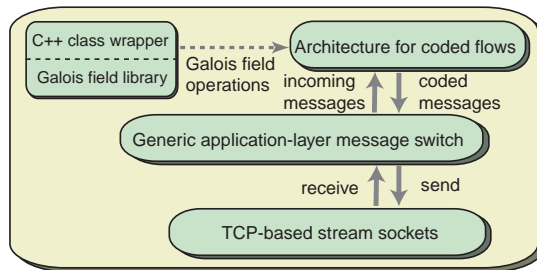 C++ class wrapper
Galois field library
Galois field
operations
Architecture for coded flows
incoming
messages
coded
messages
Generic application-layer message switch
receive
send
TCP-based stream sockets